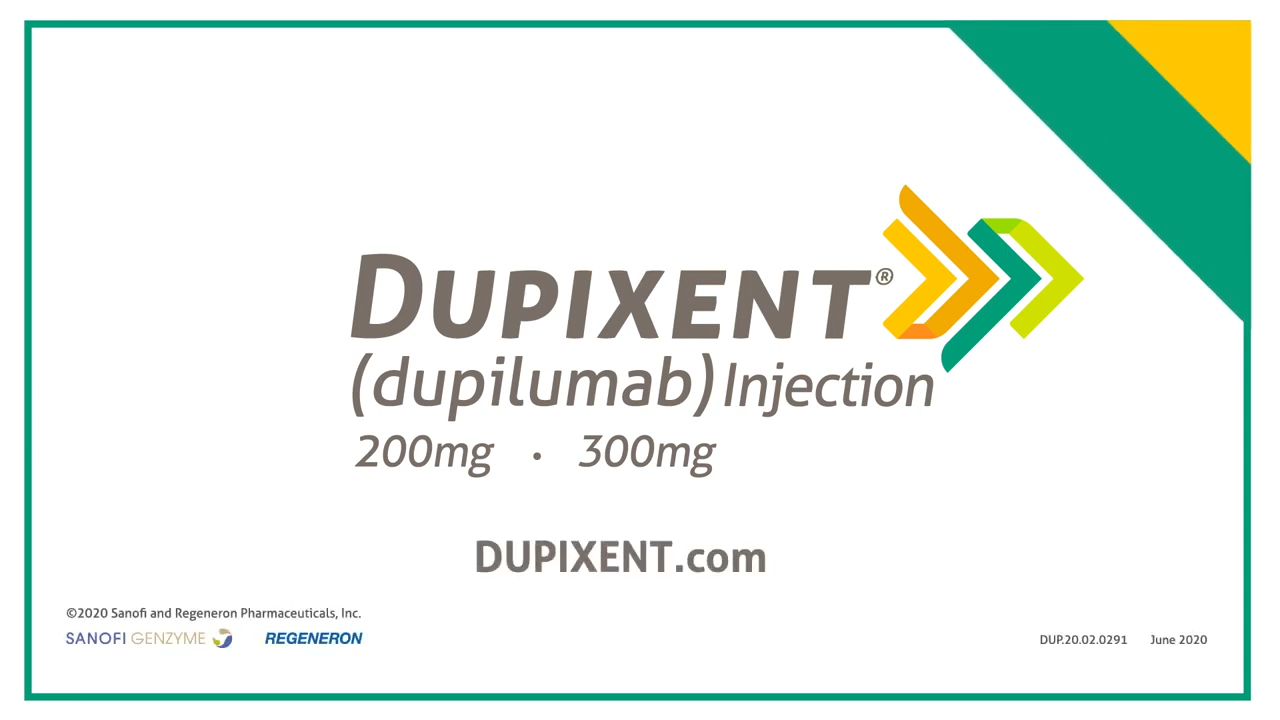 DUPIXENT®
(dupilumab) Injection
200mg · 300mg
DUPIXENT.com
©2020 Sanofi and Regeneron Pharmaceuticals, Inc.
SANOFI GENZYME REGENERON
DUP.20.02.0291 June 2020